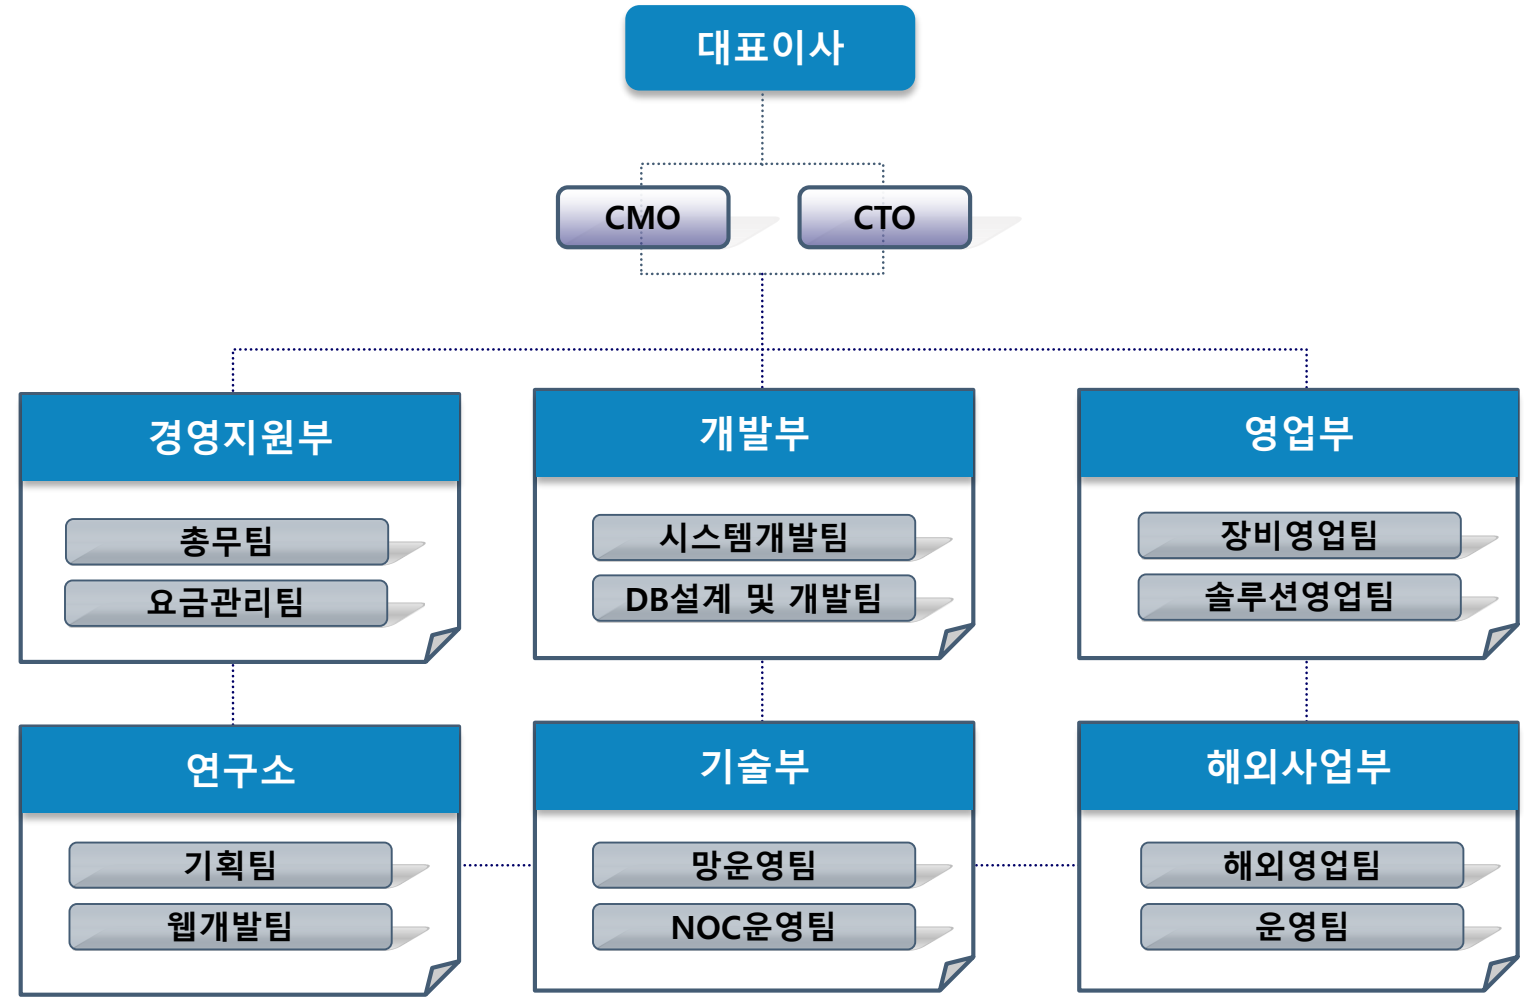 대표이사
CMO
CTO
경영지원부
개발부
영업부
총무팀
요금관리팀
시스템개발팀
DB설계 및 개발팀
장비영업팀
솔루션영업팀
연구소
기술부
해외사업부
기획팀
웹개발팀
망운영팀
NOC운영팀
해외영업팀
운영팀